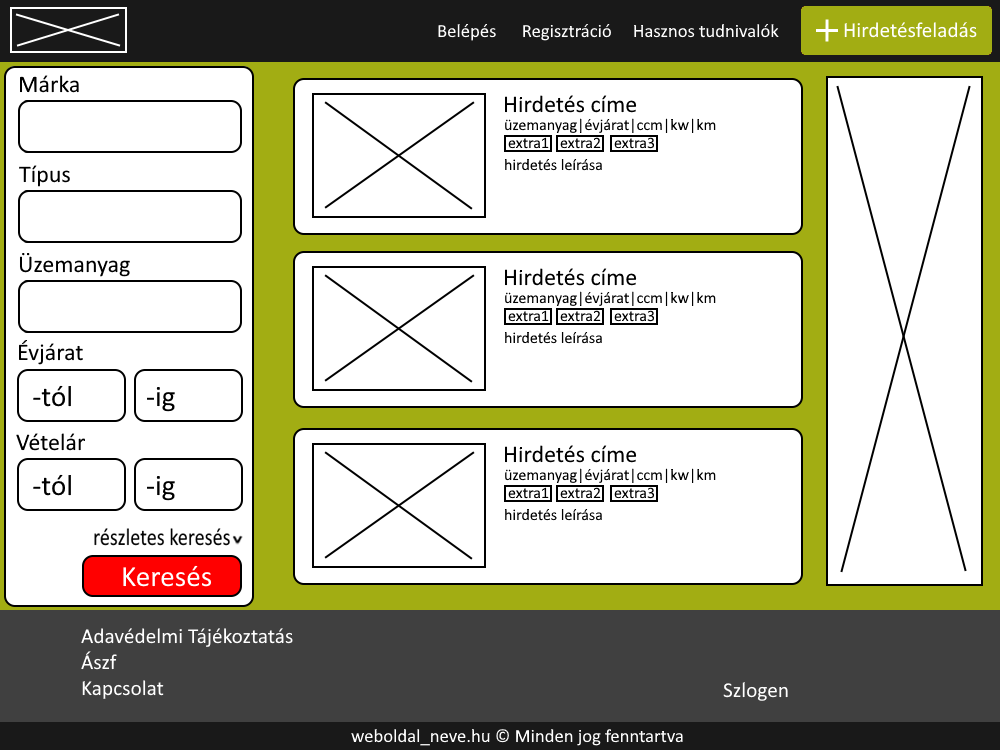 Belépés Regisztráció Hasznos tudnivalók + Hirdetésfeladás
Márka
Típus
Üzemanyag
Évjárat
-tól -ig
Vételár
-tól -ig
részletes keresés
Keresés
Hirdetés címe
üzemanyag|évjárat|ccm|kw|km
extra1 extra2 extra3
hirdetés leírása
Hirdetés címe
üzemanyag|évjárat|ccm|kw|km
extra1 extra2 extra3
hirdetés leírása
Hirdetés címe
üzemanyag|évjárat|ccm|kw|km
extra1 extra2 extra3
hirdetés leírása
Adavédelmi Tájékoztatás
Ászf
Kapcsolat
Szlogen
weboldal_neve.hu © Minden jog fenntartva